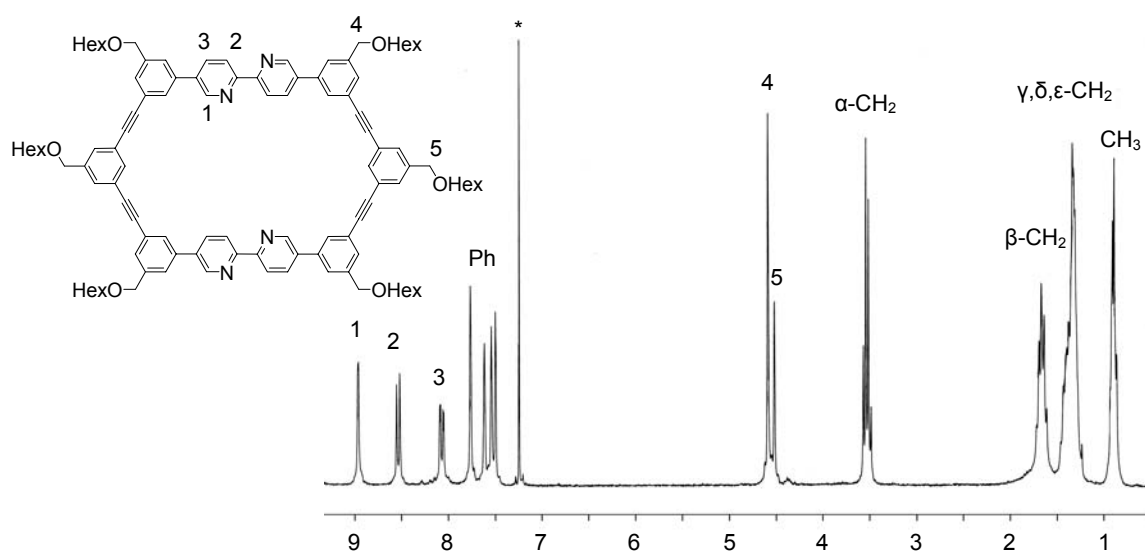 4
HexO
3
2
OHex
N
N
1
HexO
5
OHex
N
N
HexO
OHex
*
4
α-CH₂
γ,δ,ε-CH₂
CH₃
β-CH₂
Ph
5
1
2
3
9 8 7 6 5 4 3 2 1